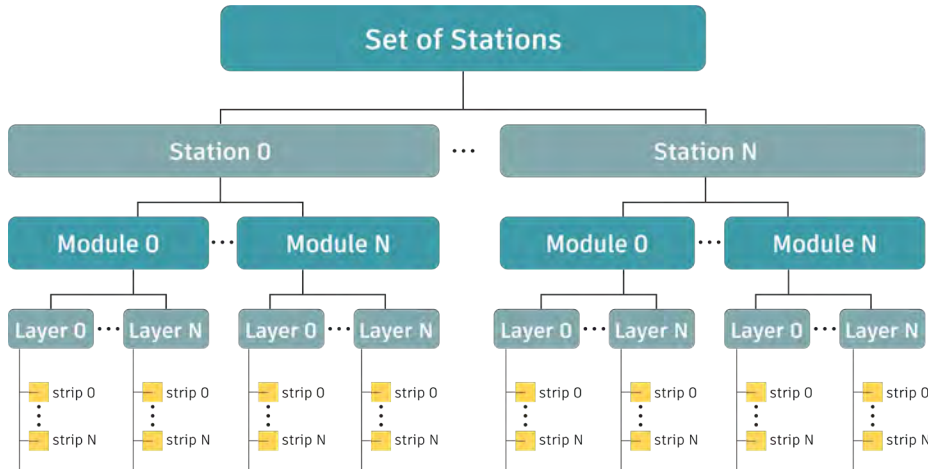 Set of Stations
Station 0 ... Station N
Module 0 ... Module N Module 0 ... Module N
Layer 0 ... Layer N Layer 0 ... Layer N Layer 0 ... Layer N Layer 0 ... Layer N
strip 0 strip 0 strip 0 strip 0 strip 0 strip 0 strip 0 strip 0
strip N strip N strip N strip N strip N strip N strip N strip N